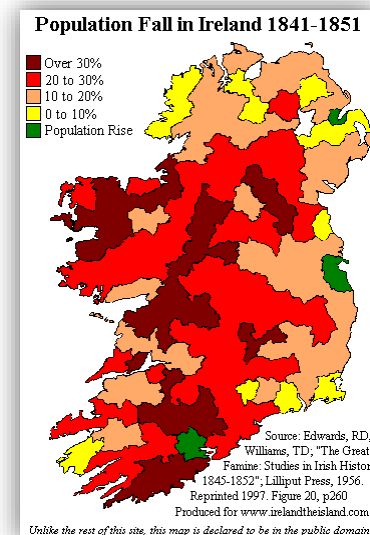 Population Fall in Ireland 1841-1851
Over 30%
20 to 30%
10 to 20%
0 to 10%
Population Rise
Source: Edwards, RD,
Williams, TD; "The Great
Famine: Studies in Irish Histor
1845-1852"; Lilliput Press, 1956.
Reprinted 1997. Figure 20, p260
Produced for www.irelandtheisland.com
Unlike the rest of this site, this map is declared to be in the public domain